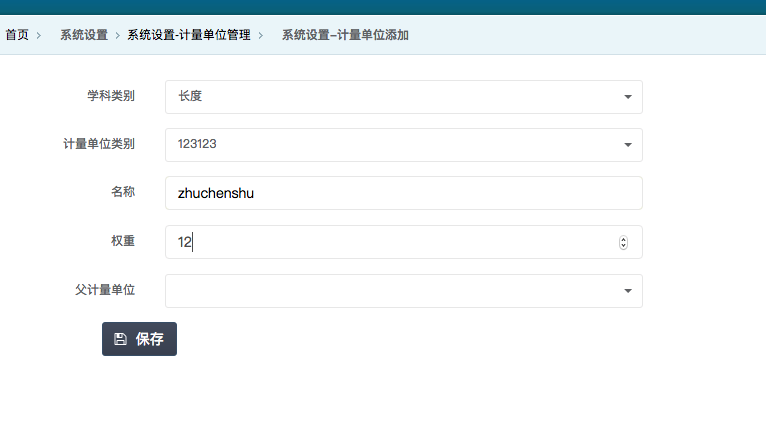 首页 系统设置 系统设置-计量单位管理 系统设置–计量单位添加
学科类别 长度
计量单位类别 123123
名称 zhuchenshu
权重 12
父计量单位
保存